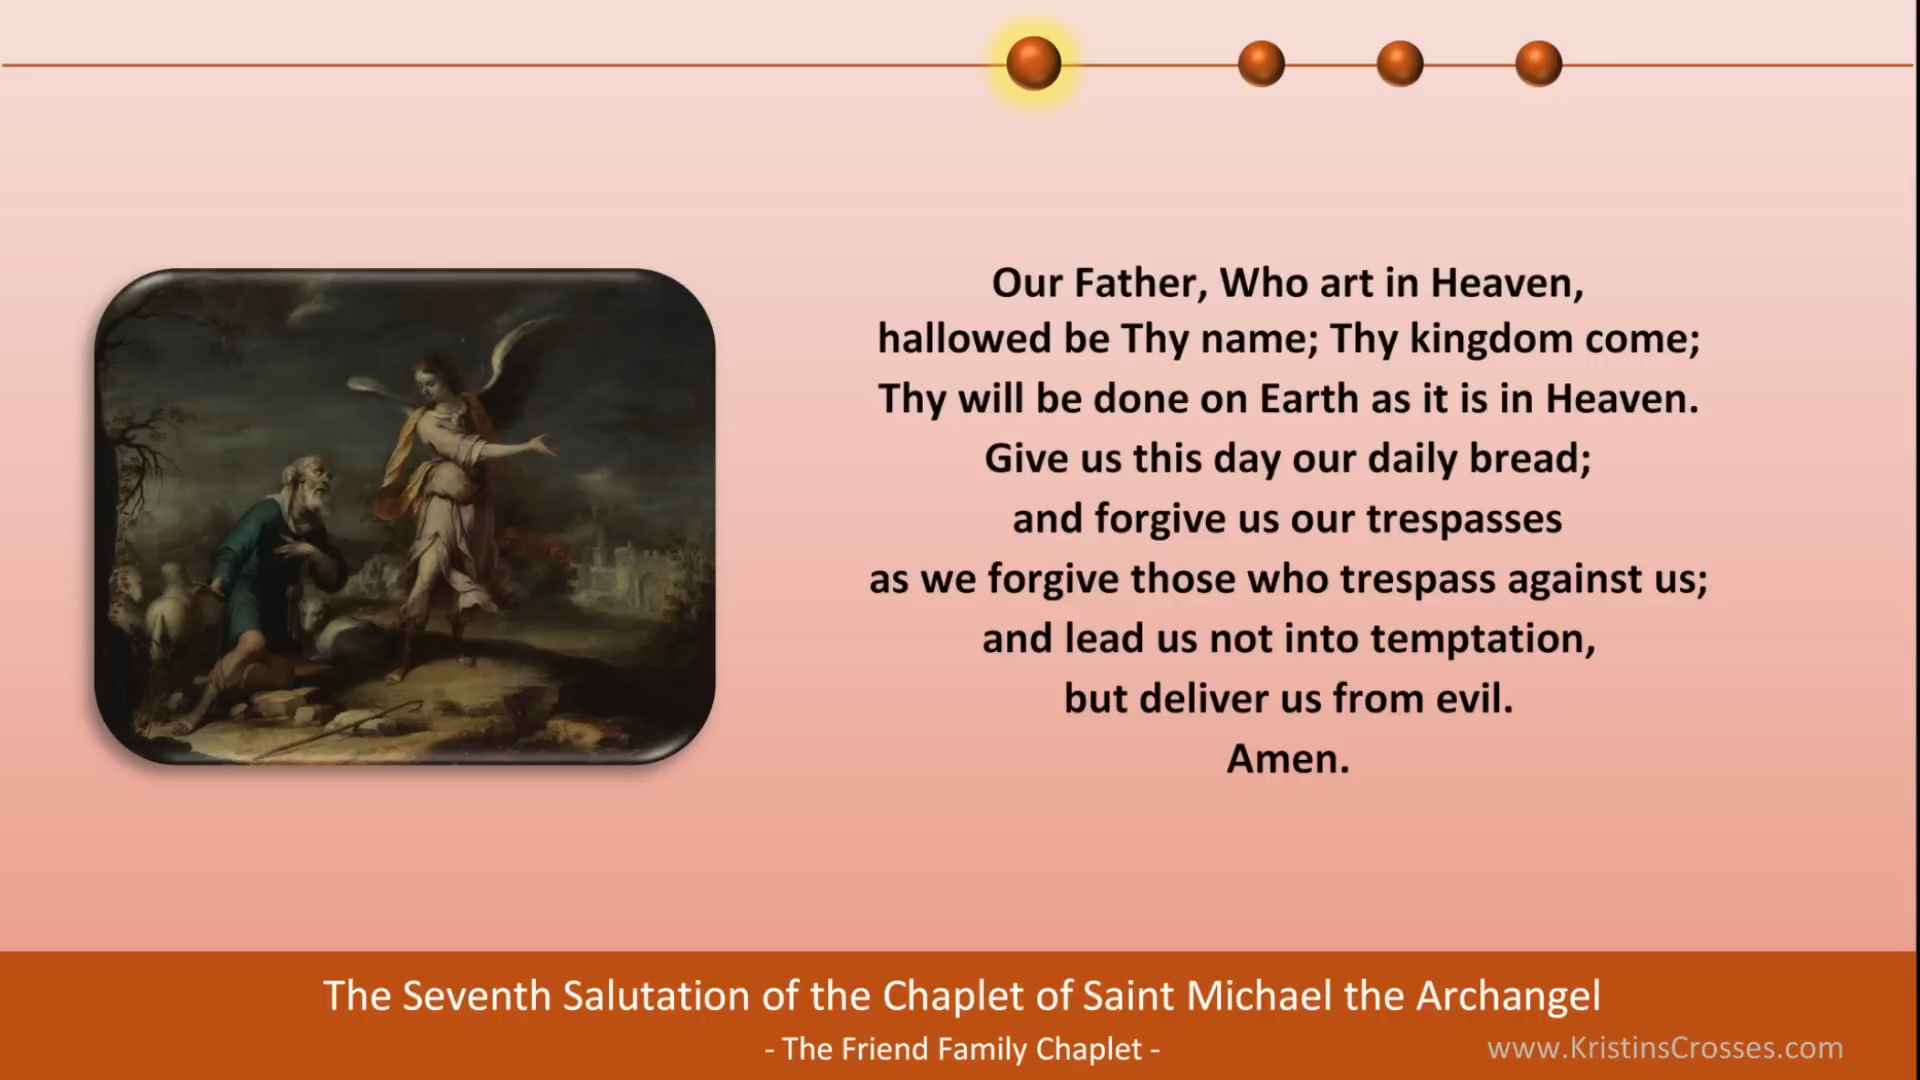 Our Father, Who art in Heaven,
hallowed be Thy name; Thy kingdom come;
Thy will be done on Earth as it is in Heaven.
Give us this day our daily bread;
and forgive us our trespasses
as we forgive those who trespass against us;
and lead us not into temptation,
but deliver us from evil.
Amen.
The Seventh Salutation of the Chaplet of Saint Michael the Archangel
- The Friend Family Chaplet -
www.KristinsCrosses.com